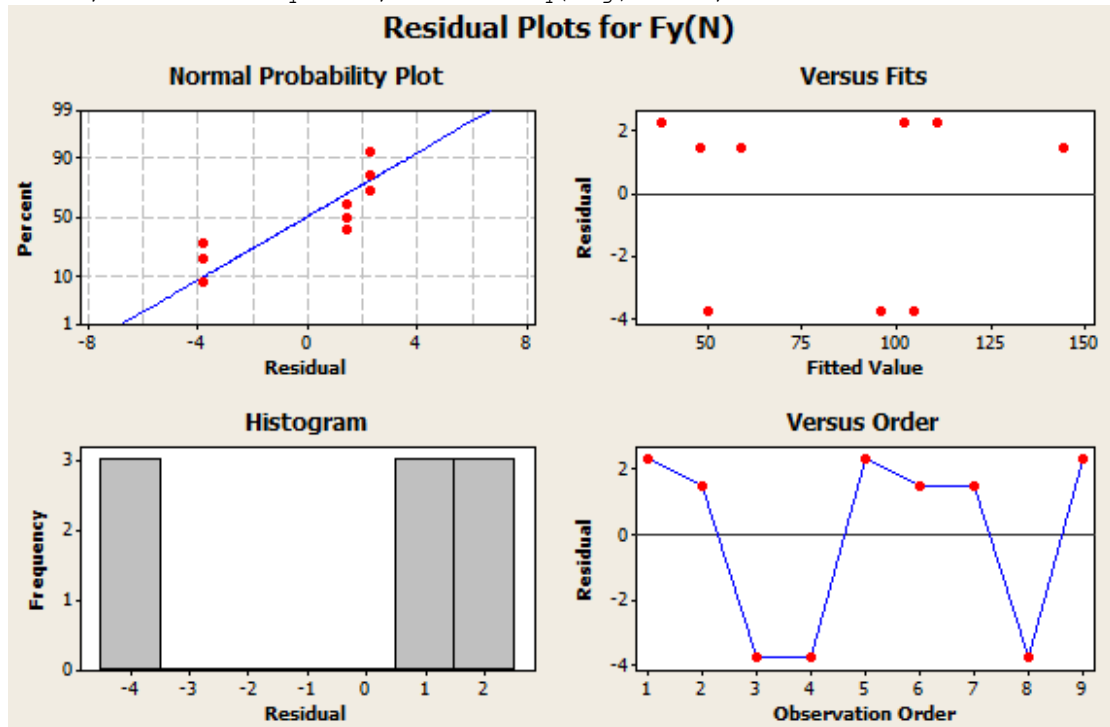 Residual Plots for Fy(N)
Normal Probability Plot
99
90
50
10
1
Percent
-8 -4 0 4 8
Residual
Versus Fits
2
0
-2
-4
Residual
50 75 100 125 150
Fitted Value
Histogram
3
2
1
0
Frequency
-4 -3 -2 -1 0 1 2
Residual
Versus Order
2
0
-2
-4
Residual
1 2 3 4 5 6 7 8 9
Observation Order